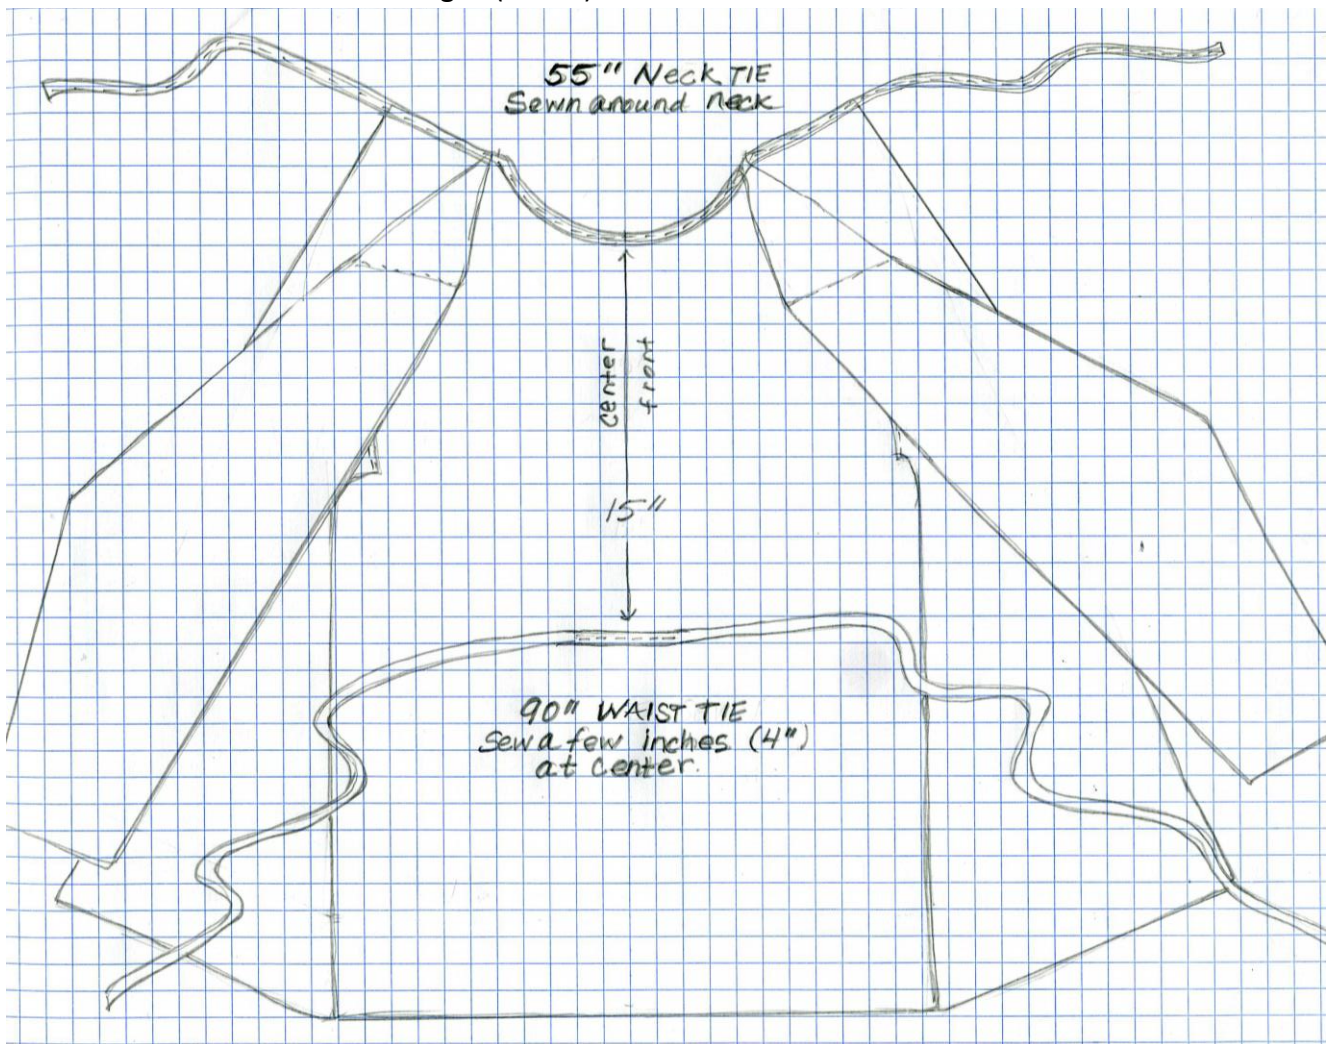 55" Neck TIE
Sewn around neck
center
front
15"
90" WAIST TIE
Sew a few inches (4")
at center.